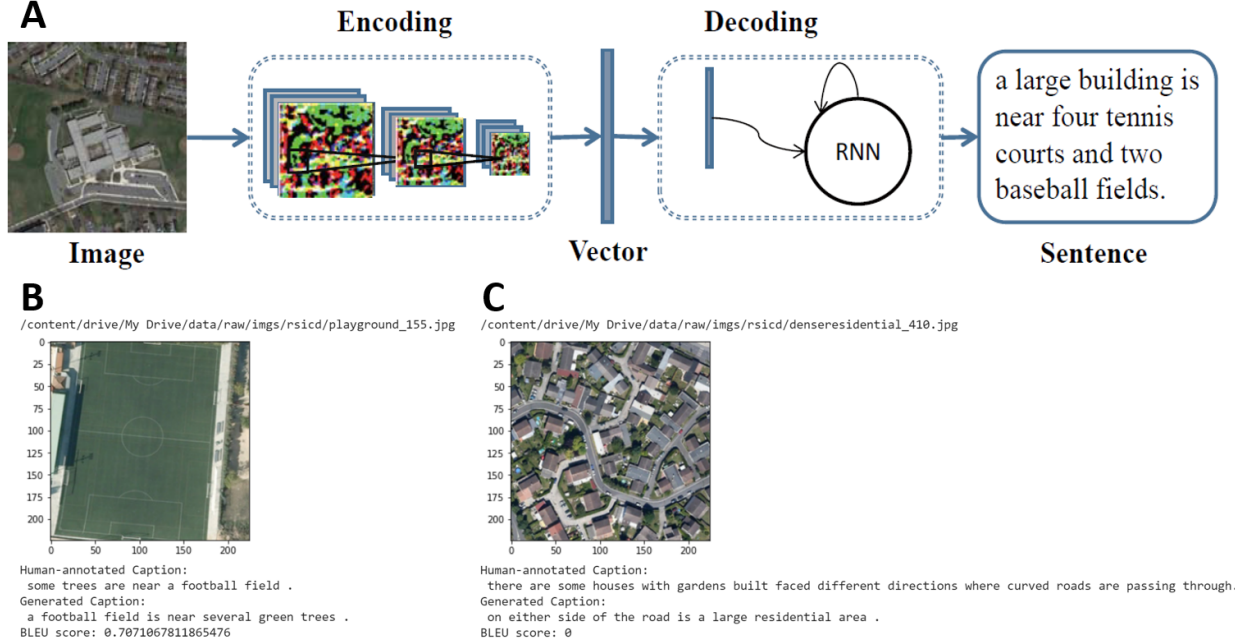 A
Encoding
Decoding
RNN
a large building is
near four tennis
courts and two
baseball fields.
Image
Vector
Sentence
B
/content/drive/My Drive/data/raw/imgs/rsicd/playground_155.jpg
0
25
50
75
100
125
150
175
200
0 50 100 150 200
Human-annotated Caption:
some trees are near a football field .
Generated Caption:
a football field is near several green trees .
BLEU score: 0.7071067811865476
C
/content/drive/My Drive/data/raw/imgs/rsicd/denseresidential_410.jpg
0
25
50
75
100
125
150
175
200
0 50 100 150 200
Human-annotated Caption:
there are some houses with gardens built faced different directions where curved roads are passing through.
Generated Caption:
on either side of the road is a large residential area .
BLEU score: 0